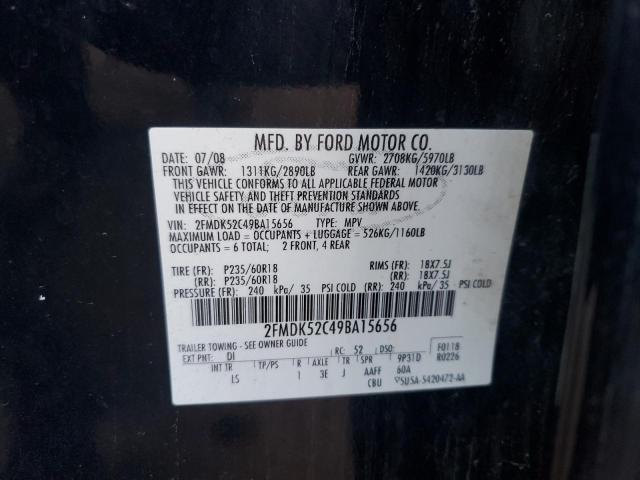 MFD. BY FORD MOTOR CO.
DATE: 07/08 GVWR: 2708KG/5970LB
FRONT GAWR: 1311KG/2890LB REAR GAWR: 1420KG/3130LB
THIS VEHICLE CONFORMS TO ALL APPLICABLE FEDERAL MOTOR
VEHICLE SAFETY AND THEFT PREVENTION STANDARDS
IN EFFECT ON THE DATE OF MANUFACTURE SHOWN ABOVE.
VIN: 2FMDK52C49BA15656 TYPE: MPV
MAXIMUM LOAD = OCCUPANTS + LUGGAGE = 526KG/1160LB
OCCUPANTS = 6 TOTAL; 2 FRONT, 4 REAR
TIRE (FR): P235/60R18 RIMS (FR): 18X7.5J
(RR): P235/60R18 (RR): 18X7.5J
PRESSURE (FR): 240 kPa/ 35 PSI COLD (RR): 240 kPa/ 35 PSI COLD
2FMDK52C49BA15656
TRAILER TOWING - SEE OWNER GUIDE F0118
EXT PNT: DI RC: 52 DSO: R0226
INT TR TP/PS R AXLE TR SPR 9P31D
LS 1 3E J AAFF 60A
CBU 5U5A-5420472-AA